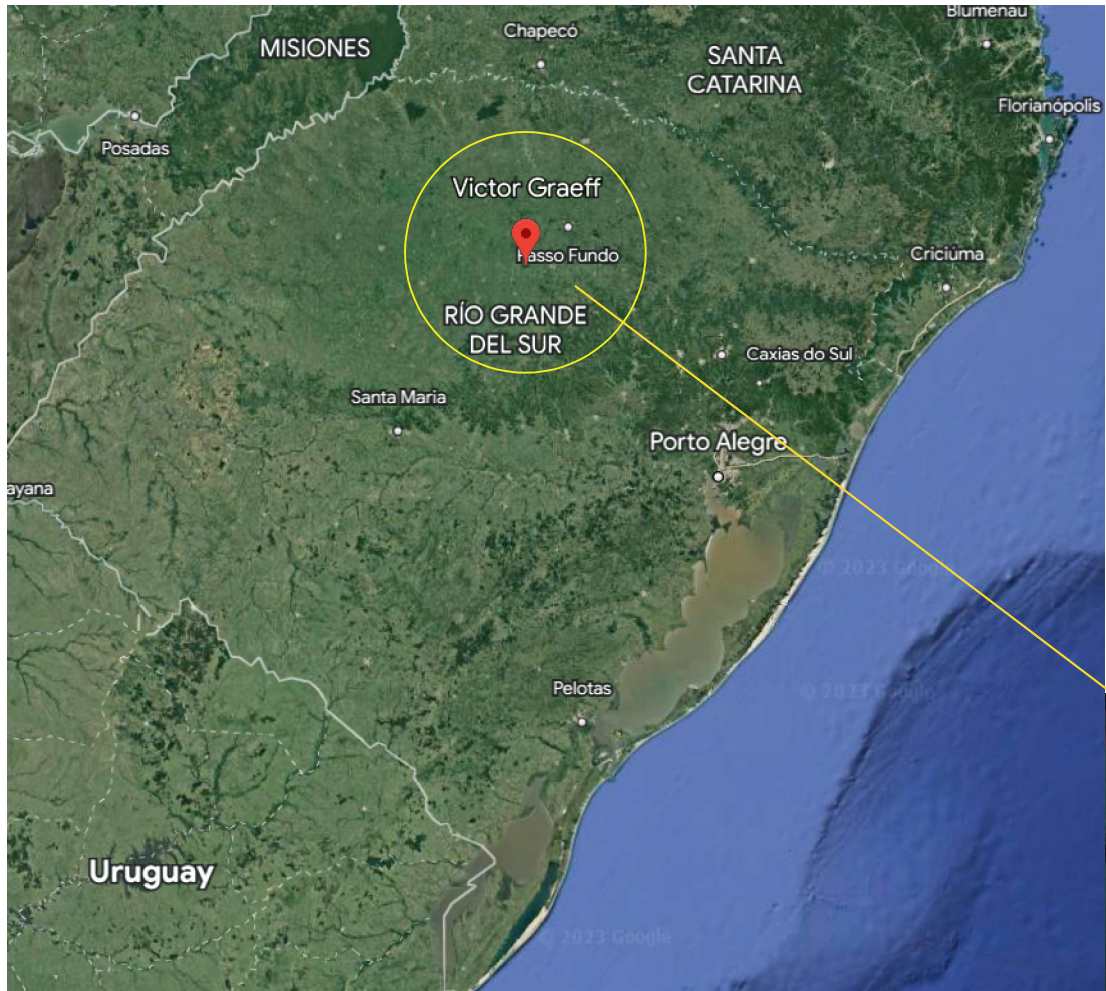 Blumenau
Chapecó
MISIONES
SANTA
CATARINA
Florianópolis
Posadas
Victor Graeff
Passo Fundo
Criciúma
RÍO GRANDE
DEL SUR
Caxias do Sul
Santa Maria
Porto Alegre
ayana
© 2023 Google
Pelotas
© 2023 Google
Uruguay
© 2023 Google